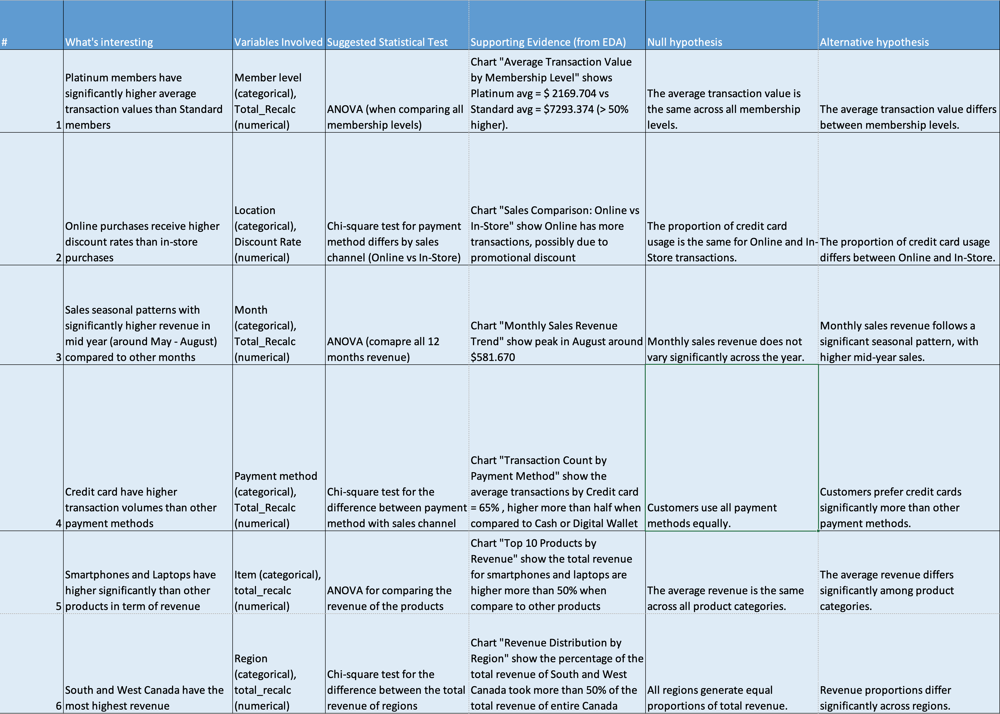 #
What's interesting
Variables Involved
Suggested Statistical Test
Supporting Evidence (from EDA)
Null hypothesis
Alternative hypothesis
1
Platinum members have
significantly higher average
transaction values than Standard
members
Member level
(categorical),
Total_Recalc
(numerical)
ANOVA (when comparing all
membership levels)
Chart "Average Transaction Value
by Membership Level" shows
Platinum avg = $ 2169.704 vs
Standard avg = $7293.374 (> 50%
higher).
The average transaction value is
the same across all membership
levels.
The average transaction value differs
between membership levels.
2
Online purchases receive higher
discount rates than in-store
purchases
Location
(categorical),
Discount Rate
(numerical)
Chi-square test for payment
method differs by sales
channel (Online vs In-Store)
Chart "Sales Comparison: Online vs
In-Store" show Online has more
transactions, possibly due to
promotional discount
The proportion of credit card
usage is the same for Online and In-
Store transactions.
The proportion of credit card usage
differs between Online and In-Store.
3
Sales seasonal patterns with
significantly higher revenue in
mid year (around May - August)
compared to other months
Month
(categorical),
Total_Recalc
(numerical)
ANOVA (comapre all 12
months revenue)
Chart "Monthly Sales Revenue
Trend" show peak in August around
$581.670
Monthly sales revenue does not
vary significantly across the year.
Monthly sales revenue follows a
significant seasonal pattern, with
higher mid-year sales.
4
Credit card have higher
transaction volumes than other
payment methods
Payment method
(categorical),
Total_Recalc
(numerical)
Chi-square test for the
difference between payment
method with sales channel
Chart "Transaction Count by
Payment Method" show the
average transactions by Credit card
= 65% , higher more than half when
compared to Cash or Digital Wallet
Customers use all payment
methods equally.
Customers prefer credit cards
significantly more than other
payment methods.
5
Smartphones and Laptops have
higher significantly than other
products in term of revenue
Item (categorical),
total_recalc
(numerical)
ANOVA for comparing the
revenue of the products
Chart "Top 10 Products by
Revenue" show the total revenue
for smartphones and laptops are
higher more than 50% when
compare to other products
The average revenue is the same
across all product categories.
The average revenue differs
significantly among product
categories.
6
South and West Canada have the
most highest revenue
Region
(categorical),
total_recalc
(numerical)
Chi-square test for the
difference between the total
revenue of regions
Chart "Revenue Distribution by
Region" show the percentage of the
total revenue of South and West
Canada took more than 50% of the
total revenue of entire Canada
All regions generate equal
proportions of total revenue.
Revenue proportions differ
significantly across regions.